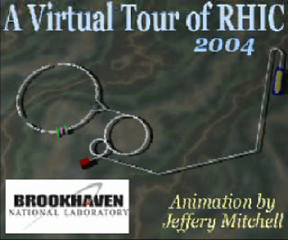 A Virtual Tour of RHIC
2004
BROOKHAVEN
NATIONAL LABORATORY
Animation by
Jeffery Mitchell